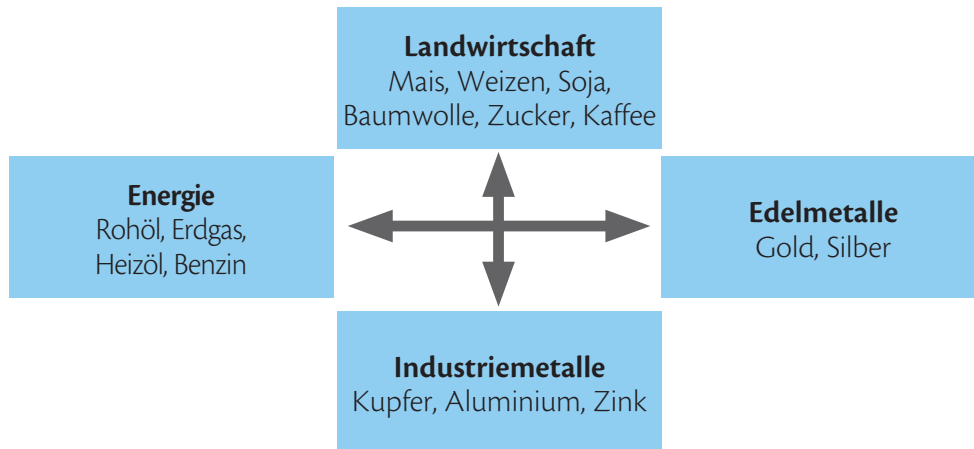 Landwirtschaft
Mais, Weizen, Soja,
Baumwolle, Zucker, Kaffee
Energie
Rohöl, Erdgas,
Heizöl, Benzin
Edelmetalle
Gold, Silber
Industriemetalle
Kupfer, Aluminium, Zink